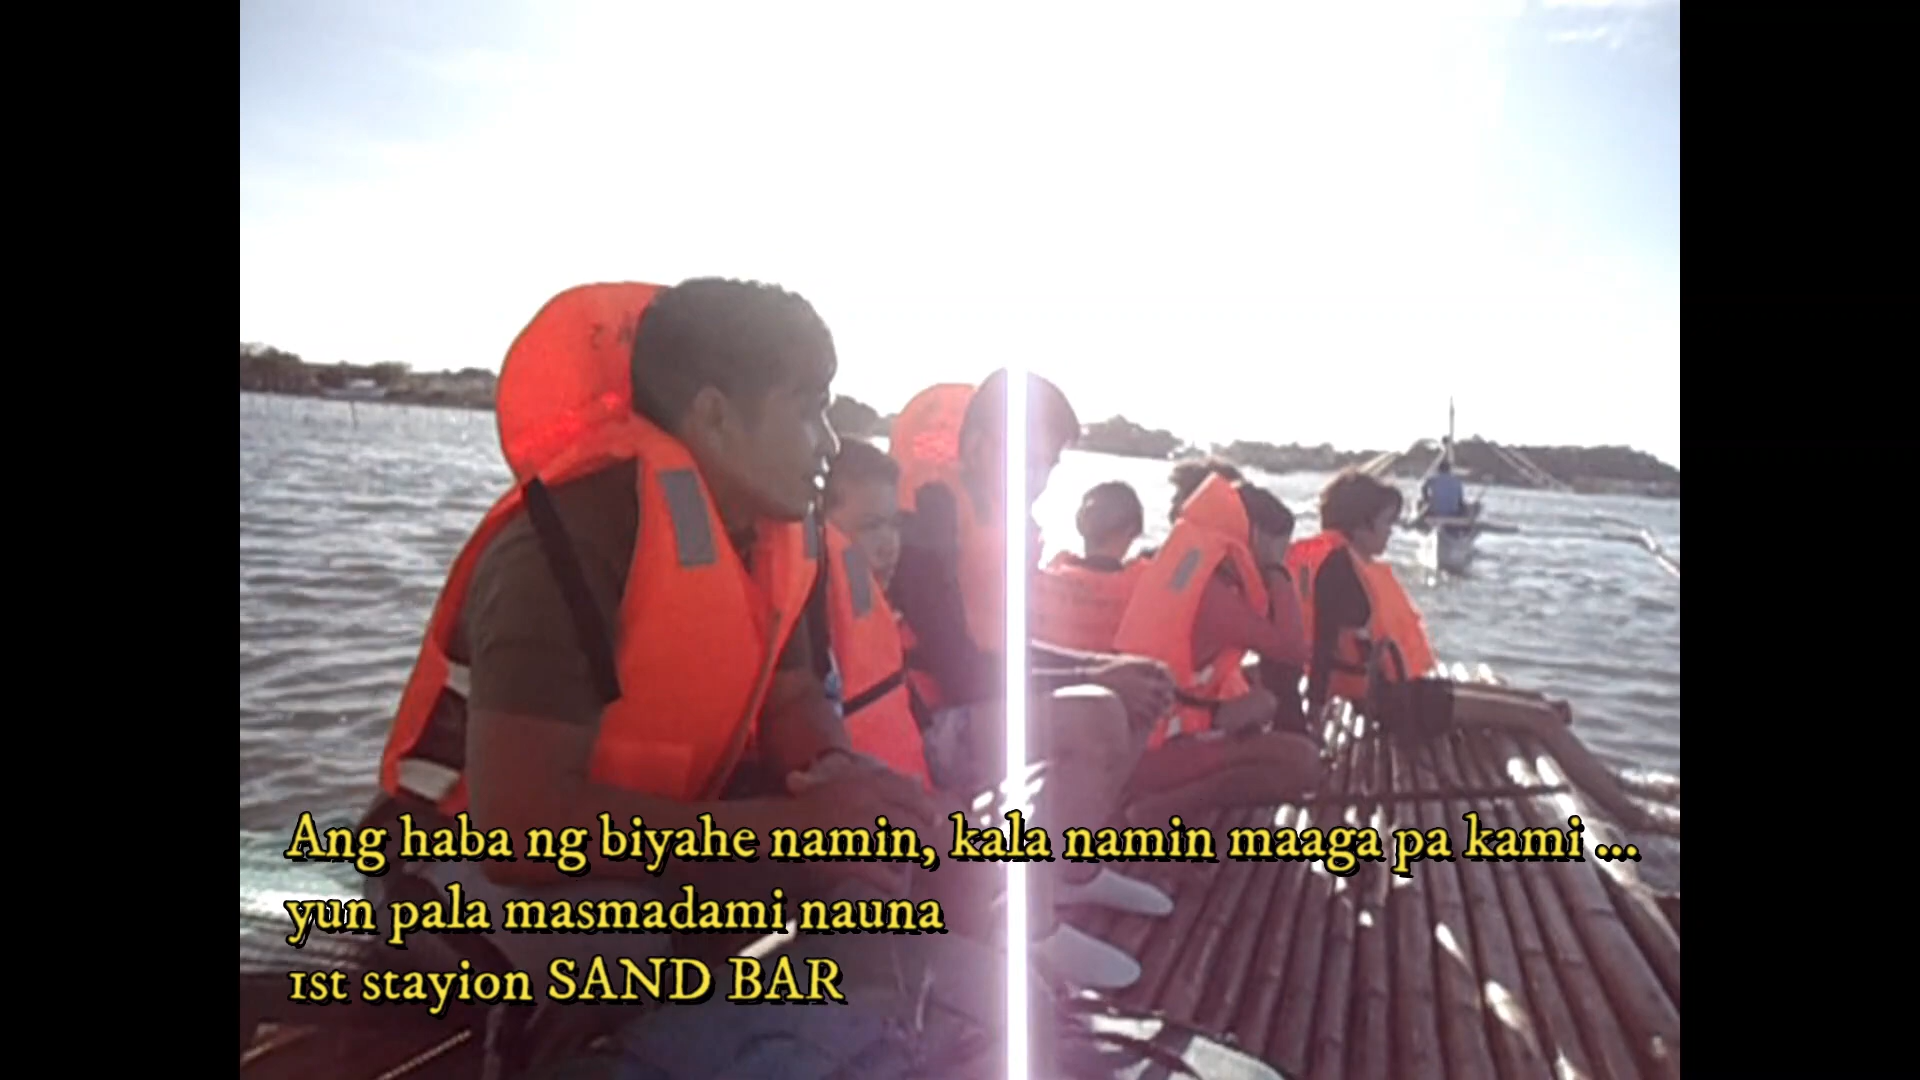 Ang haba ng biyahe namin, kala namin maaga pa kami ...
yun pala masmadami nauna
1st stayion SAND BAR